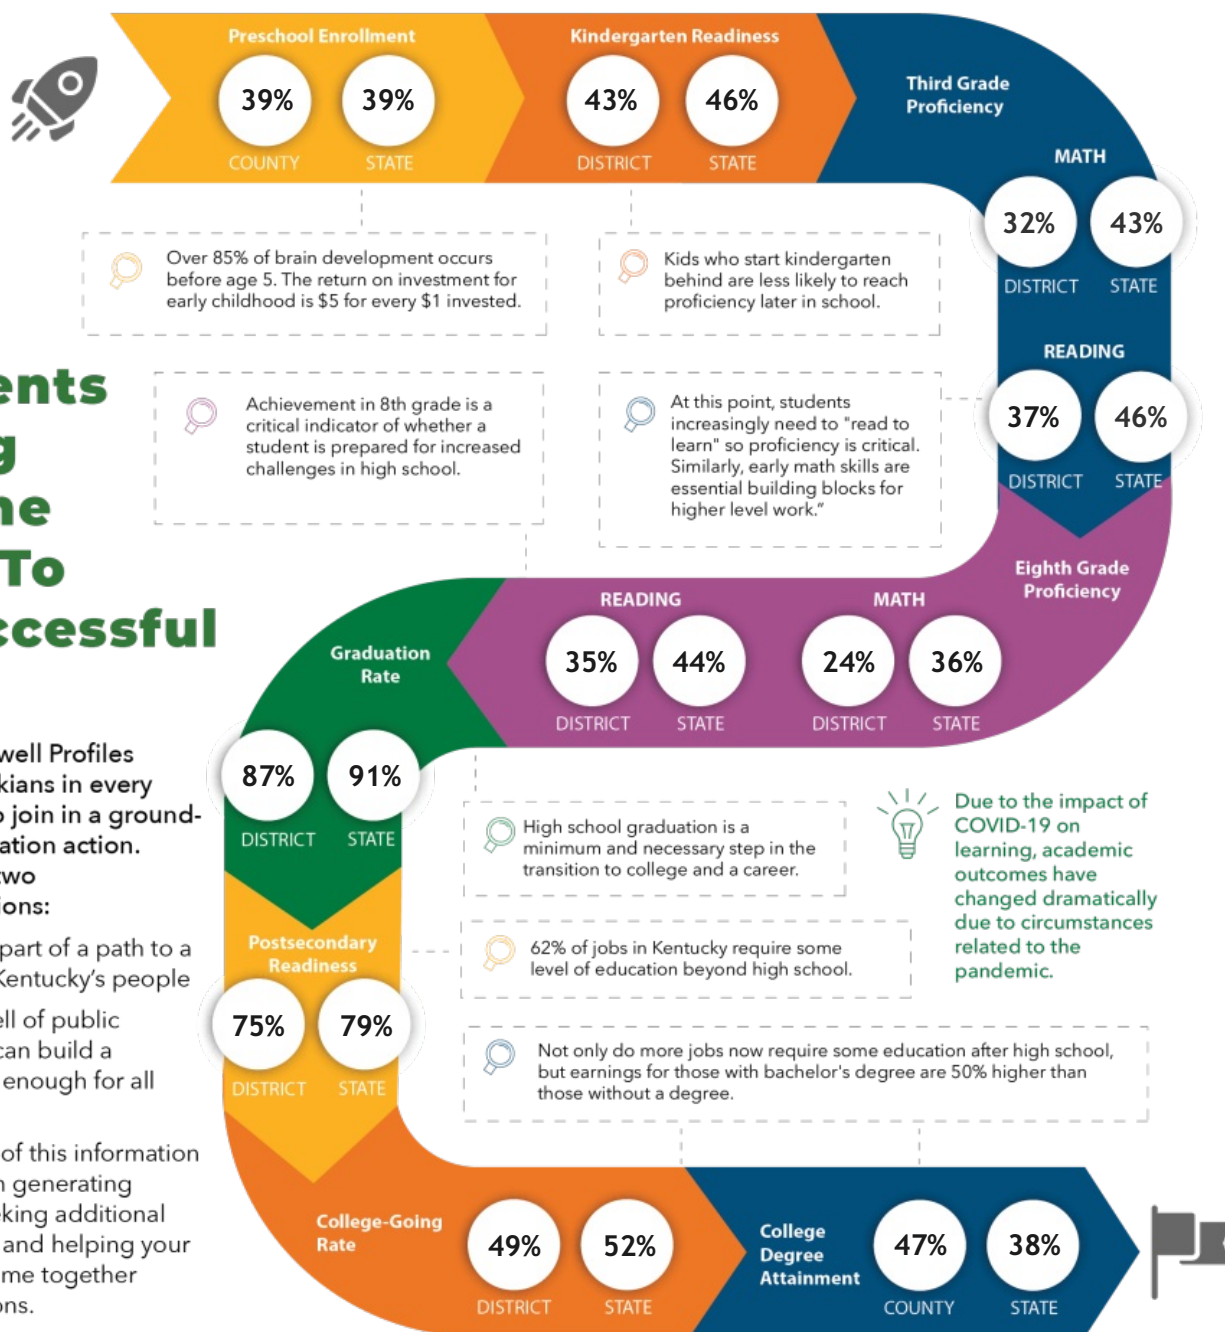 Preschool Enrollment
39% 39%
COUNTY STATE
Kindergarten Readiness
43% 46%
DISTRICT STATE
Third Grade
Proficiency
MATH
32% 43%
DISTRICT STATE
READING
37% 46%
DISTRICT STATE
Over 85% of brain development occurs
before age 5. The return on investment for
early childhood is $5 for every $1 invested.
Kids who start kindergarten
behind are less likely to reach
proficiency later in school.
Achievement in 8th grade is a
critical indicator of whether a
student is prepared for increased
challenges in high school.
At this point, students
increasingly need to "read to
learn" so proficiency is critical.
Similarly, early math skills are
essential building blocks for
higher level work.”
ents
g
ne
To
ccessful
Eighth Grade
Proficiency
READING
35% 44%
DISTRICT STATE
MATH
24% 36%
DISTRICT STATE
Graduation
Rate
87% 91%
DISTRICT STATE
well Profiles
kians in every
o join in a ground-
ation action.
two
ions:
part of a path to a
Kentucky’s people
ell of public
can build a
enough for all
of this information
n generating
king additional
and helping your
me together
ons.
High school graduation is a
minimum and necessary step in the
transition to college and a career.
Due to the impact of
COVID-19 on
learning, academic
outcomes have
changed dramatically
due to circumstances
related to the
pandemic.
Postsecondary
Readiness
75% 79%
DISTRICT STATE
62% of jobs in Kentucky require some
level of education beyond high school.
Not only do more jobs now require some education after high school,
but earnings for those with bachelor's degree are 50% higher than
those without a degree.
College-Going
Rate
49% 52%
DISTRICT STATE
College
Degree
Attainment
47% 38%
COUNTY STATE